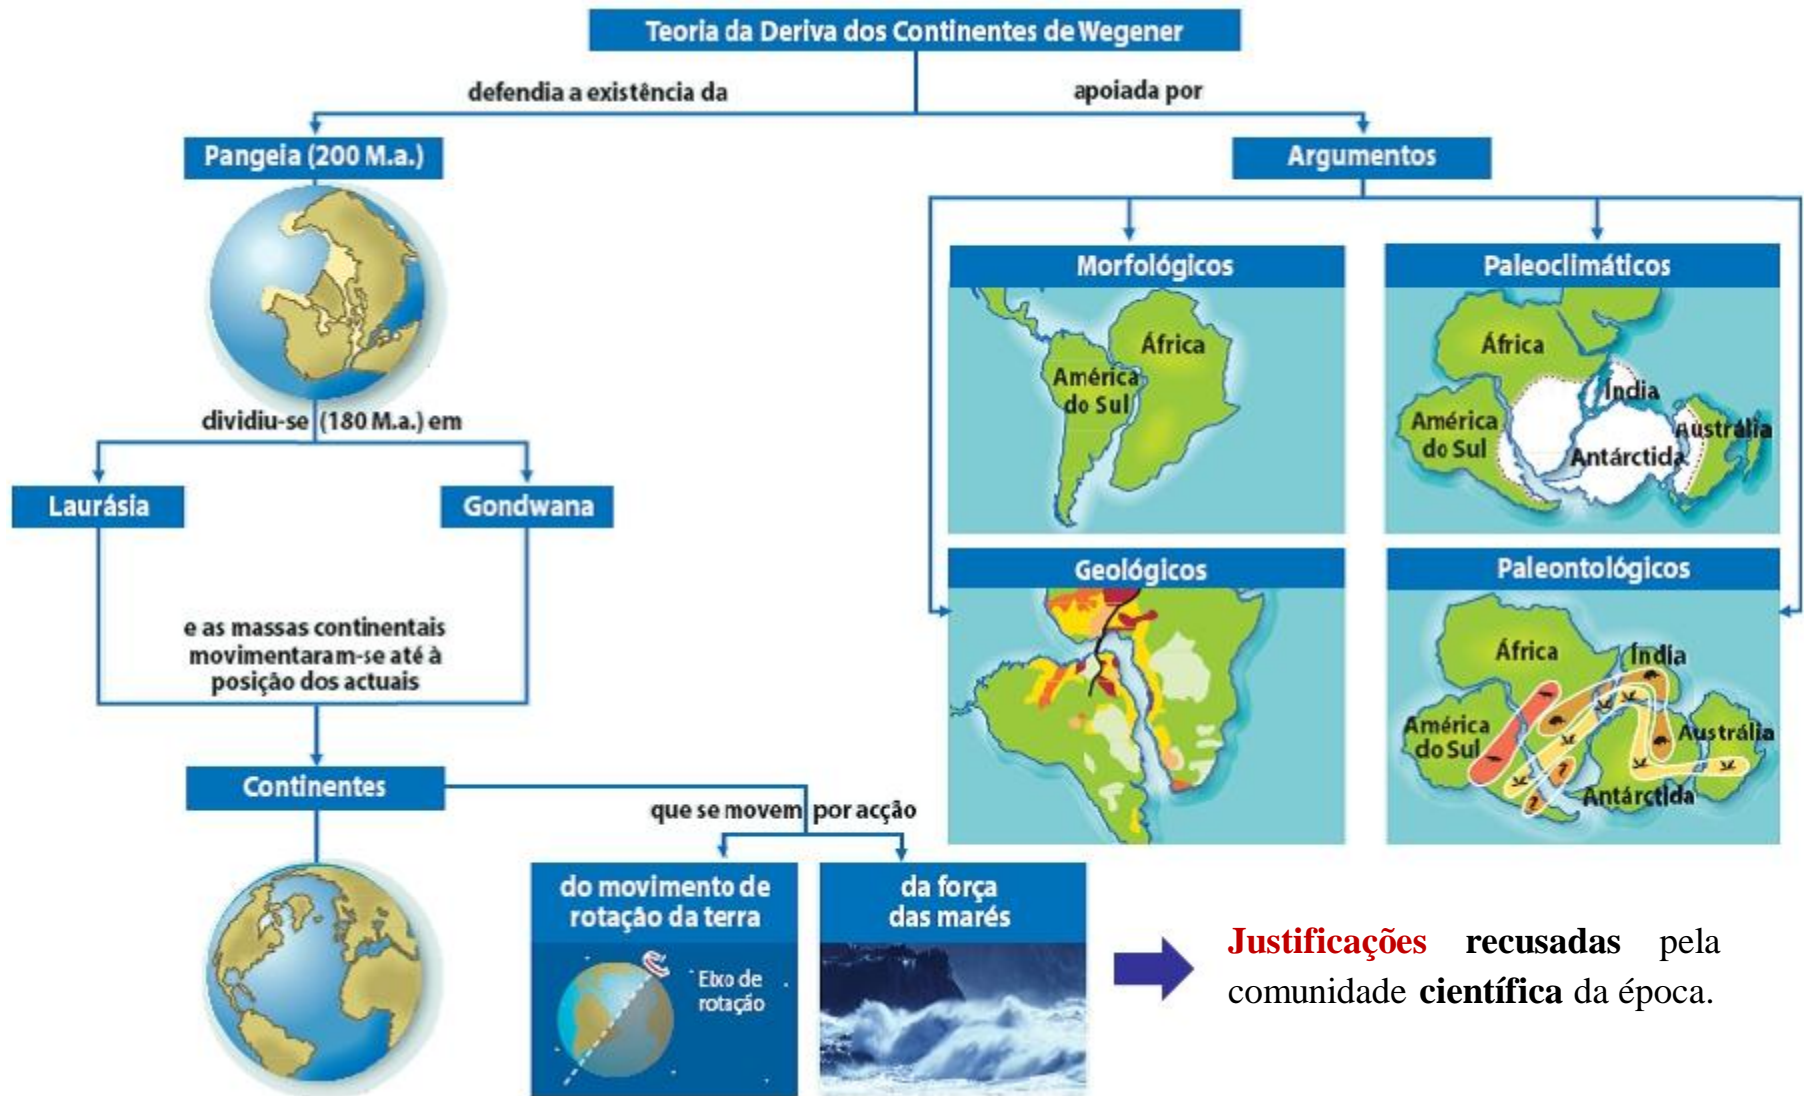 Teoria da Deriva dos Continentes de Wegener
defendia a existência da
apoiada por
Pangeia (200 M.a.)
Argumentos
dividiu-se (180 M.a.) em
Laurásia
Gondwana
e as massas continentais
movimentaram-se até à
posição dos actuais
Continentes
que se movem por acção
do movimento de
rotação da terra
Eixo de
rotação
da força
das marés
Morfológicos
África
América
do Sul
Paleoclimáticos
África
Índia
América
do Sul
Austrália
Antárctida
Geológicos
Paleontológicos
África
Índia
América
do Sul
Austrália
Antárctida
Justificações recusadas pela
comunidade científica da época.